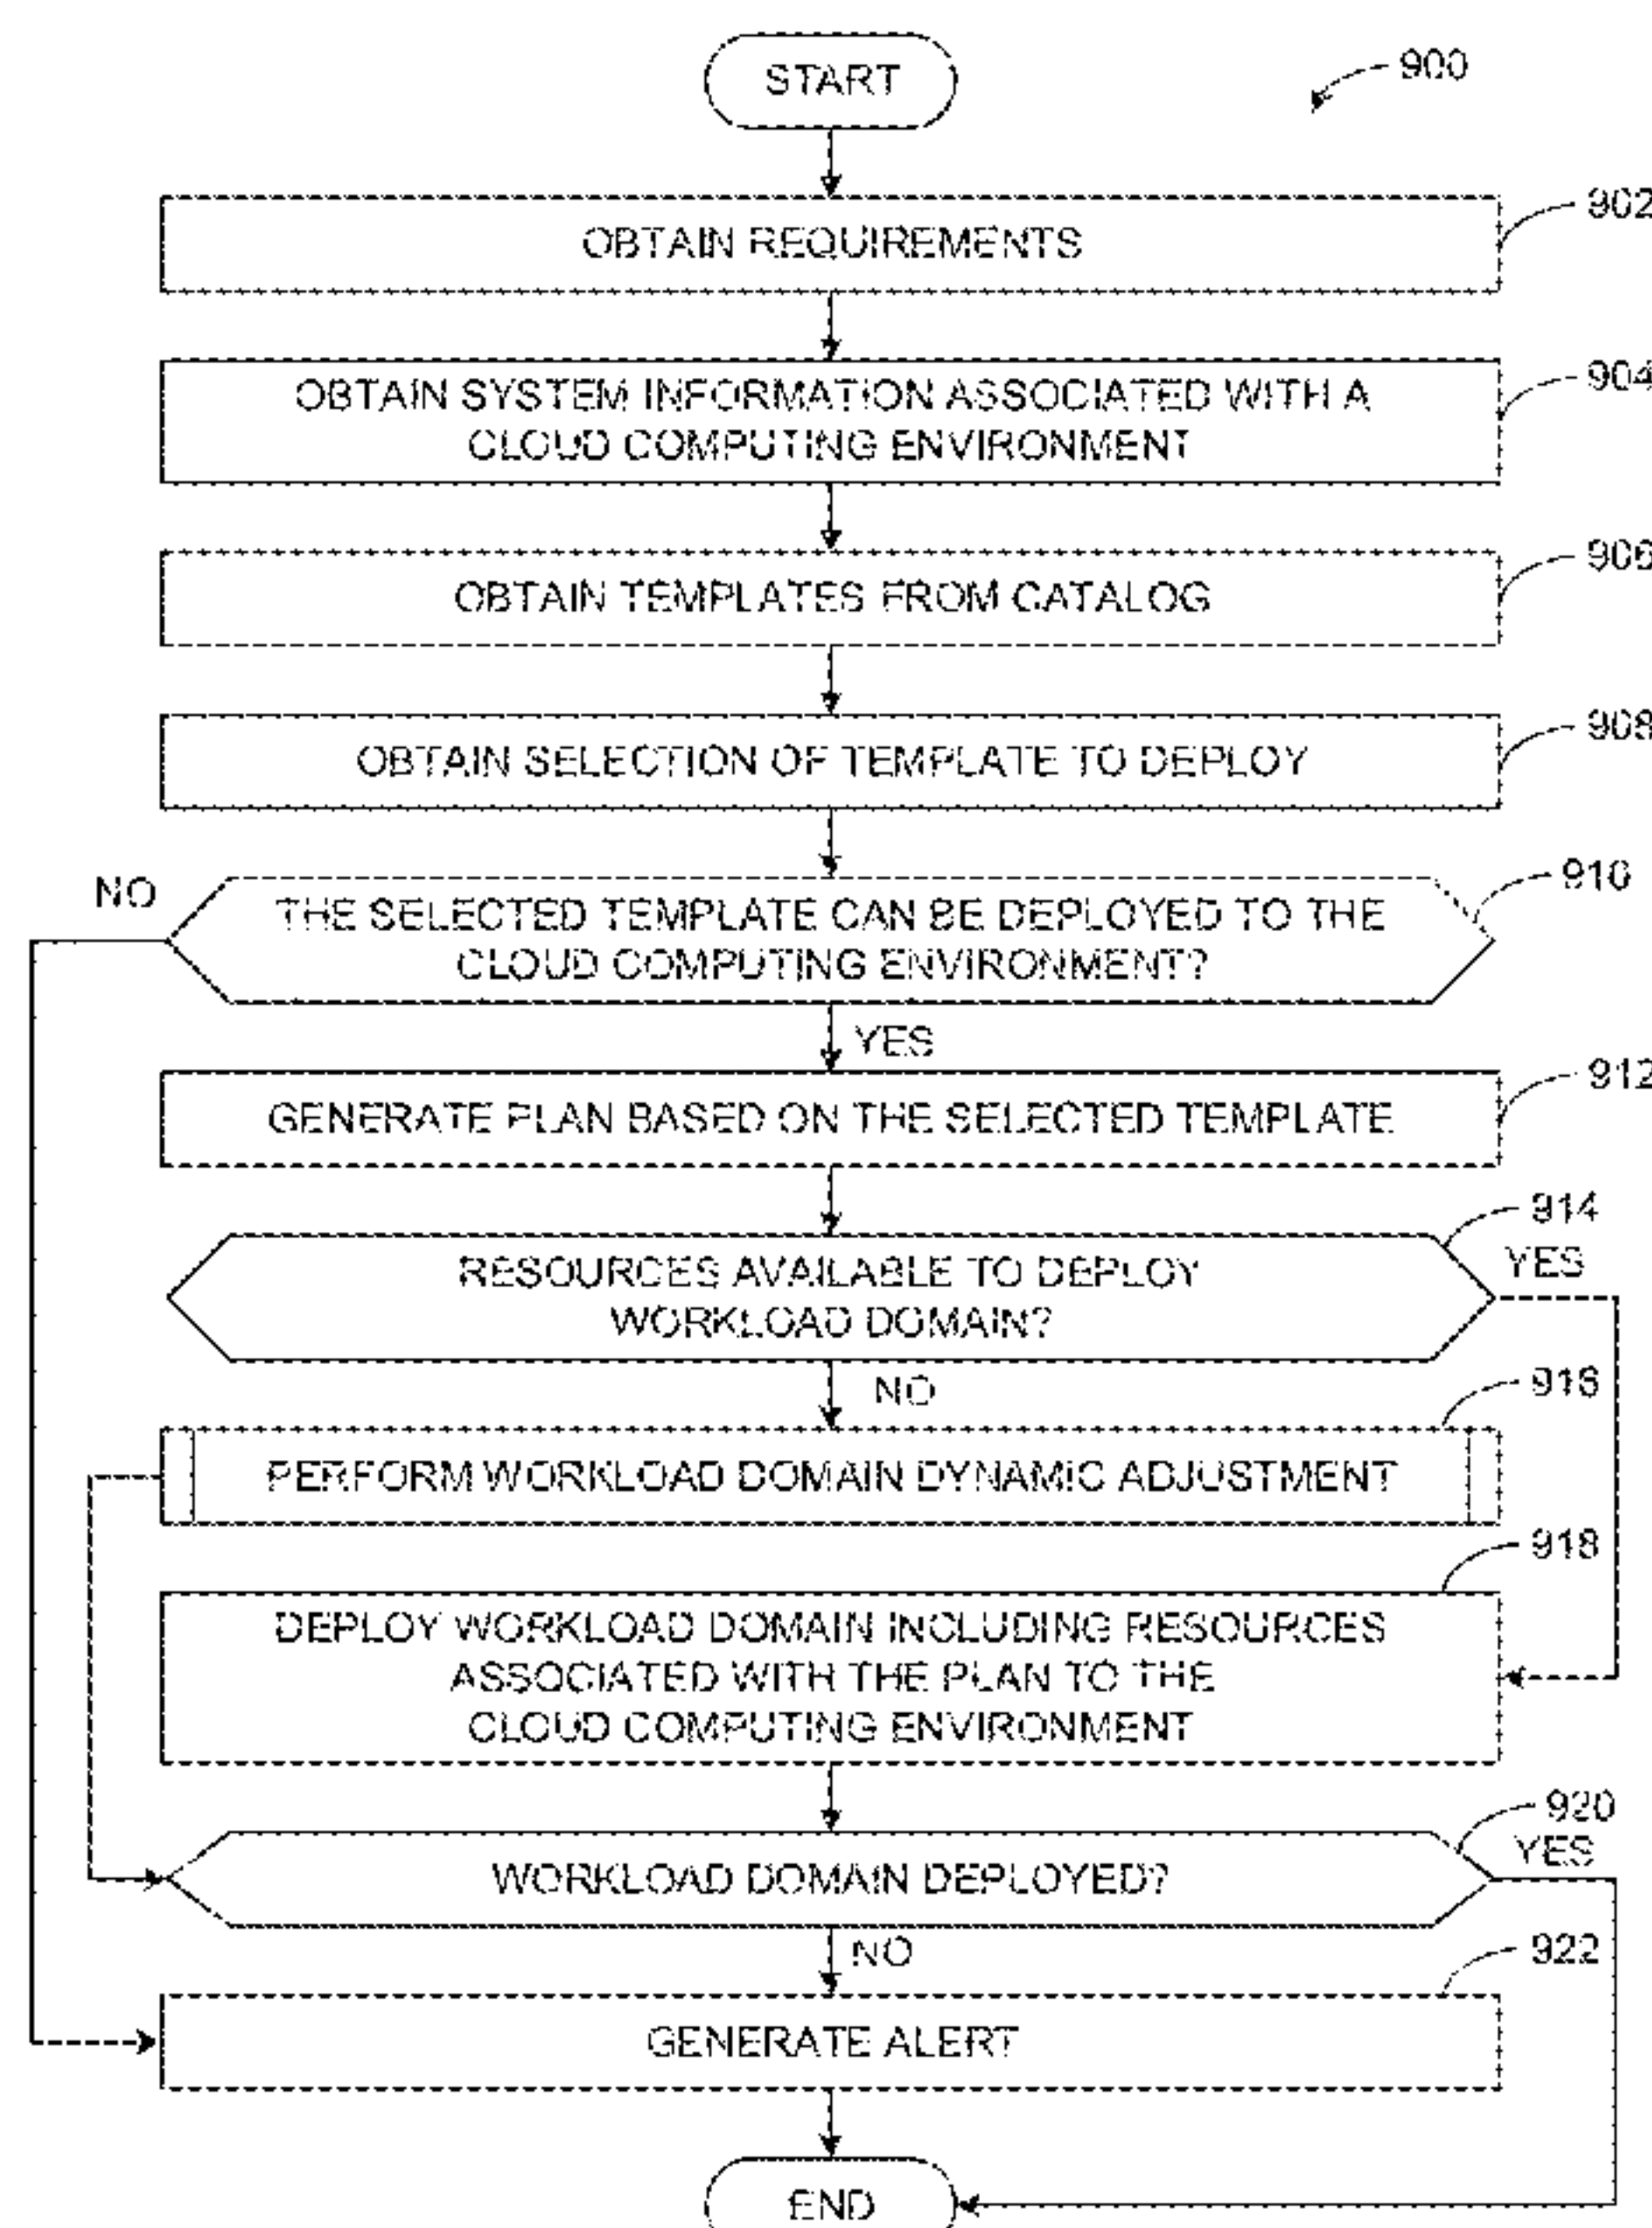 START
900
902
OBTAIN REQUIREMENTS
904
OBTAIN SYSTEM INFORMATION ASSOCIATED WITH A
CLOUD COMPUTING ENVIRONMENT
906
OBTAIN TEMPLATES FROM CATALOG
908
OBTAIN SELECTION OF TEMPLATE TO DEPLOY
910
NO
THE SELECTED TEMPLATE CAN BE DEPLOYED TO THE
CLOUD COMPUTING ENVIRONMENT?
YES
912
GENERATE PLAN BASED ON THE SELECTED TEMPLATE
914
YES
RESOURCES AVAILABLE TO DEPLOY
WORKLOAD DOMAIN?
NO
916
PERFORM WORKLOAD DOMAIN DYNAMIC ADJUSTMENT
918
DEPLOY WORKLOAD DOMAIN INCLUDING RESOURCES
ASSOCIATED WITH THE PLAN TO THE
CLOUD COMPUTING ENVIRONMENT
920
YES
WORKLOAD DOMAIN DEPLOYED?
NO
922
GENERATE ALERT
END